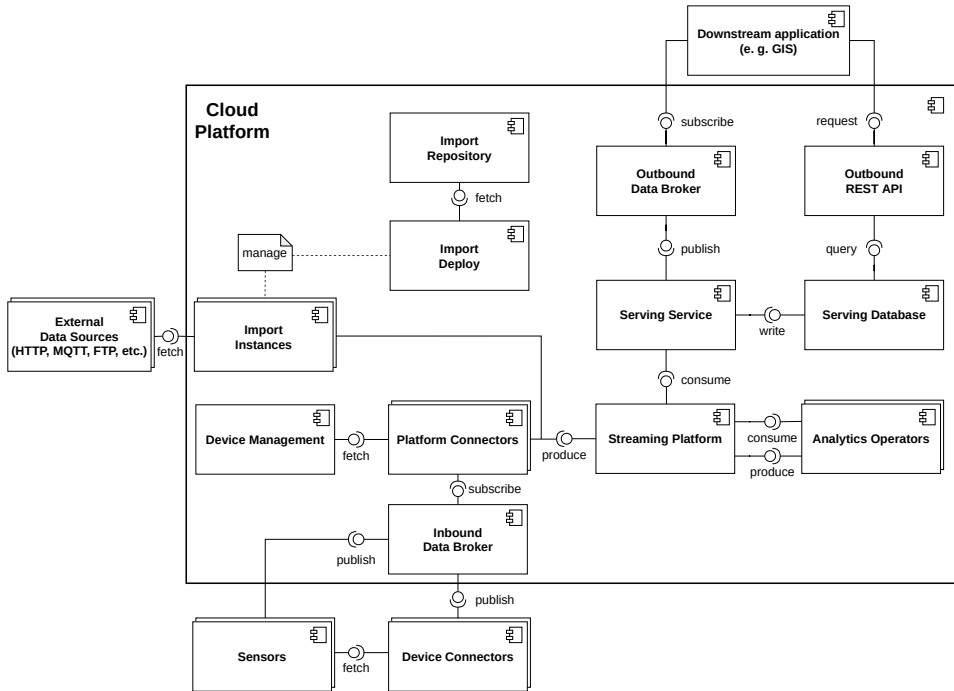 Downstream application
(e. g. GIS)
Cloud
Platform
subscribe
request
Import
Repository
Outbound
Data Broker
Outbound
REST API
fetch
Import
Deploy
manage
publish
query
External
Data Sources
(HTTP, MQTT, FTP, etc.)
fetch
Import
Instances
Serving Service
write
Serving Database
consume
Device Management
fetch
Platform Connectors
produce
Streaming Platform
consume
produce
Analytics Operators
subscribe
Inbound
Data Broker
publish
publish
Sensors
fetch
Device Connectors